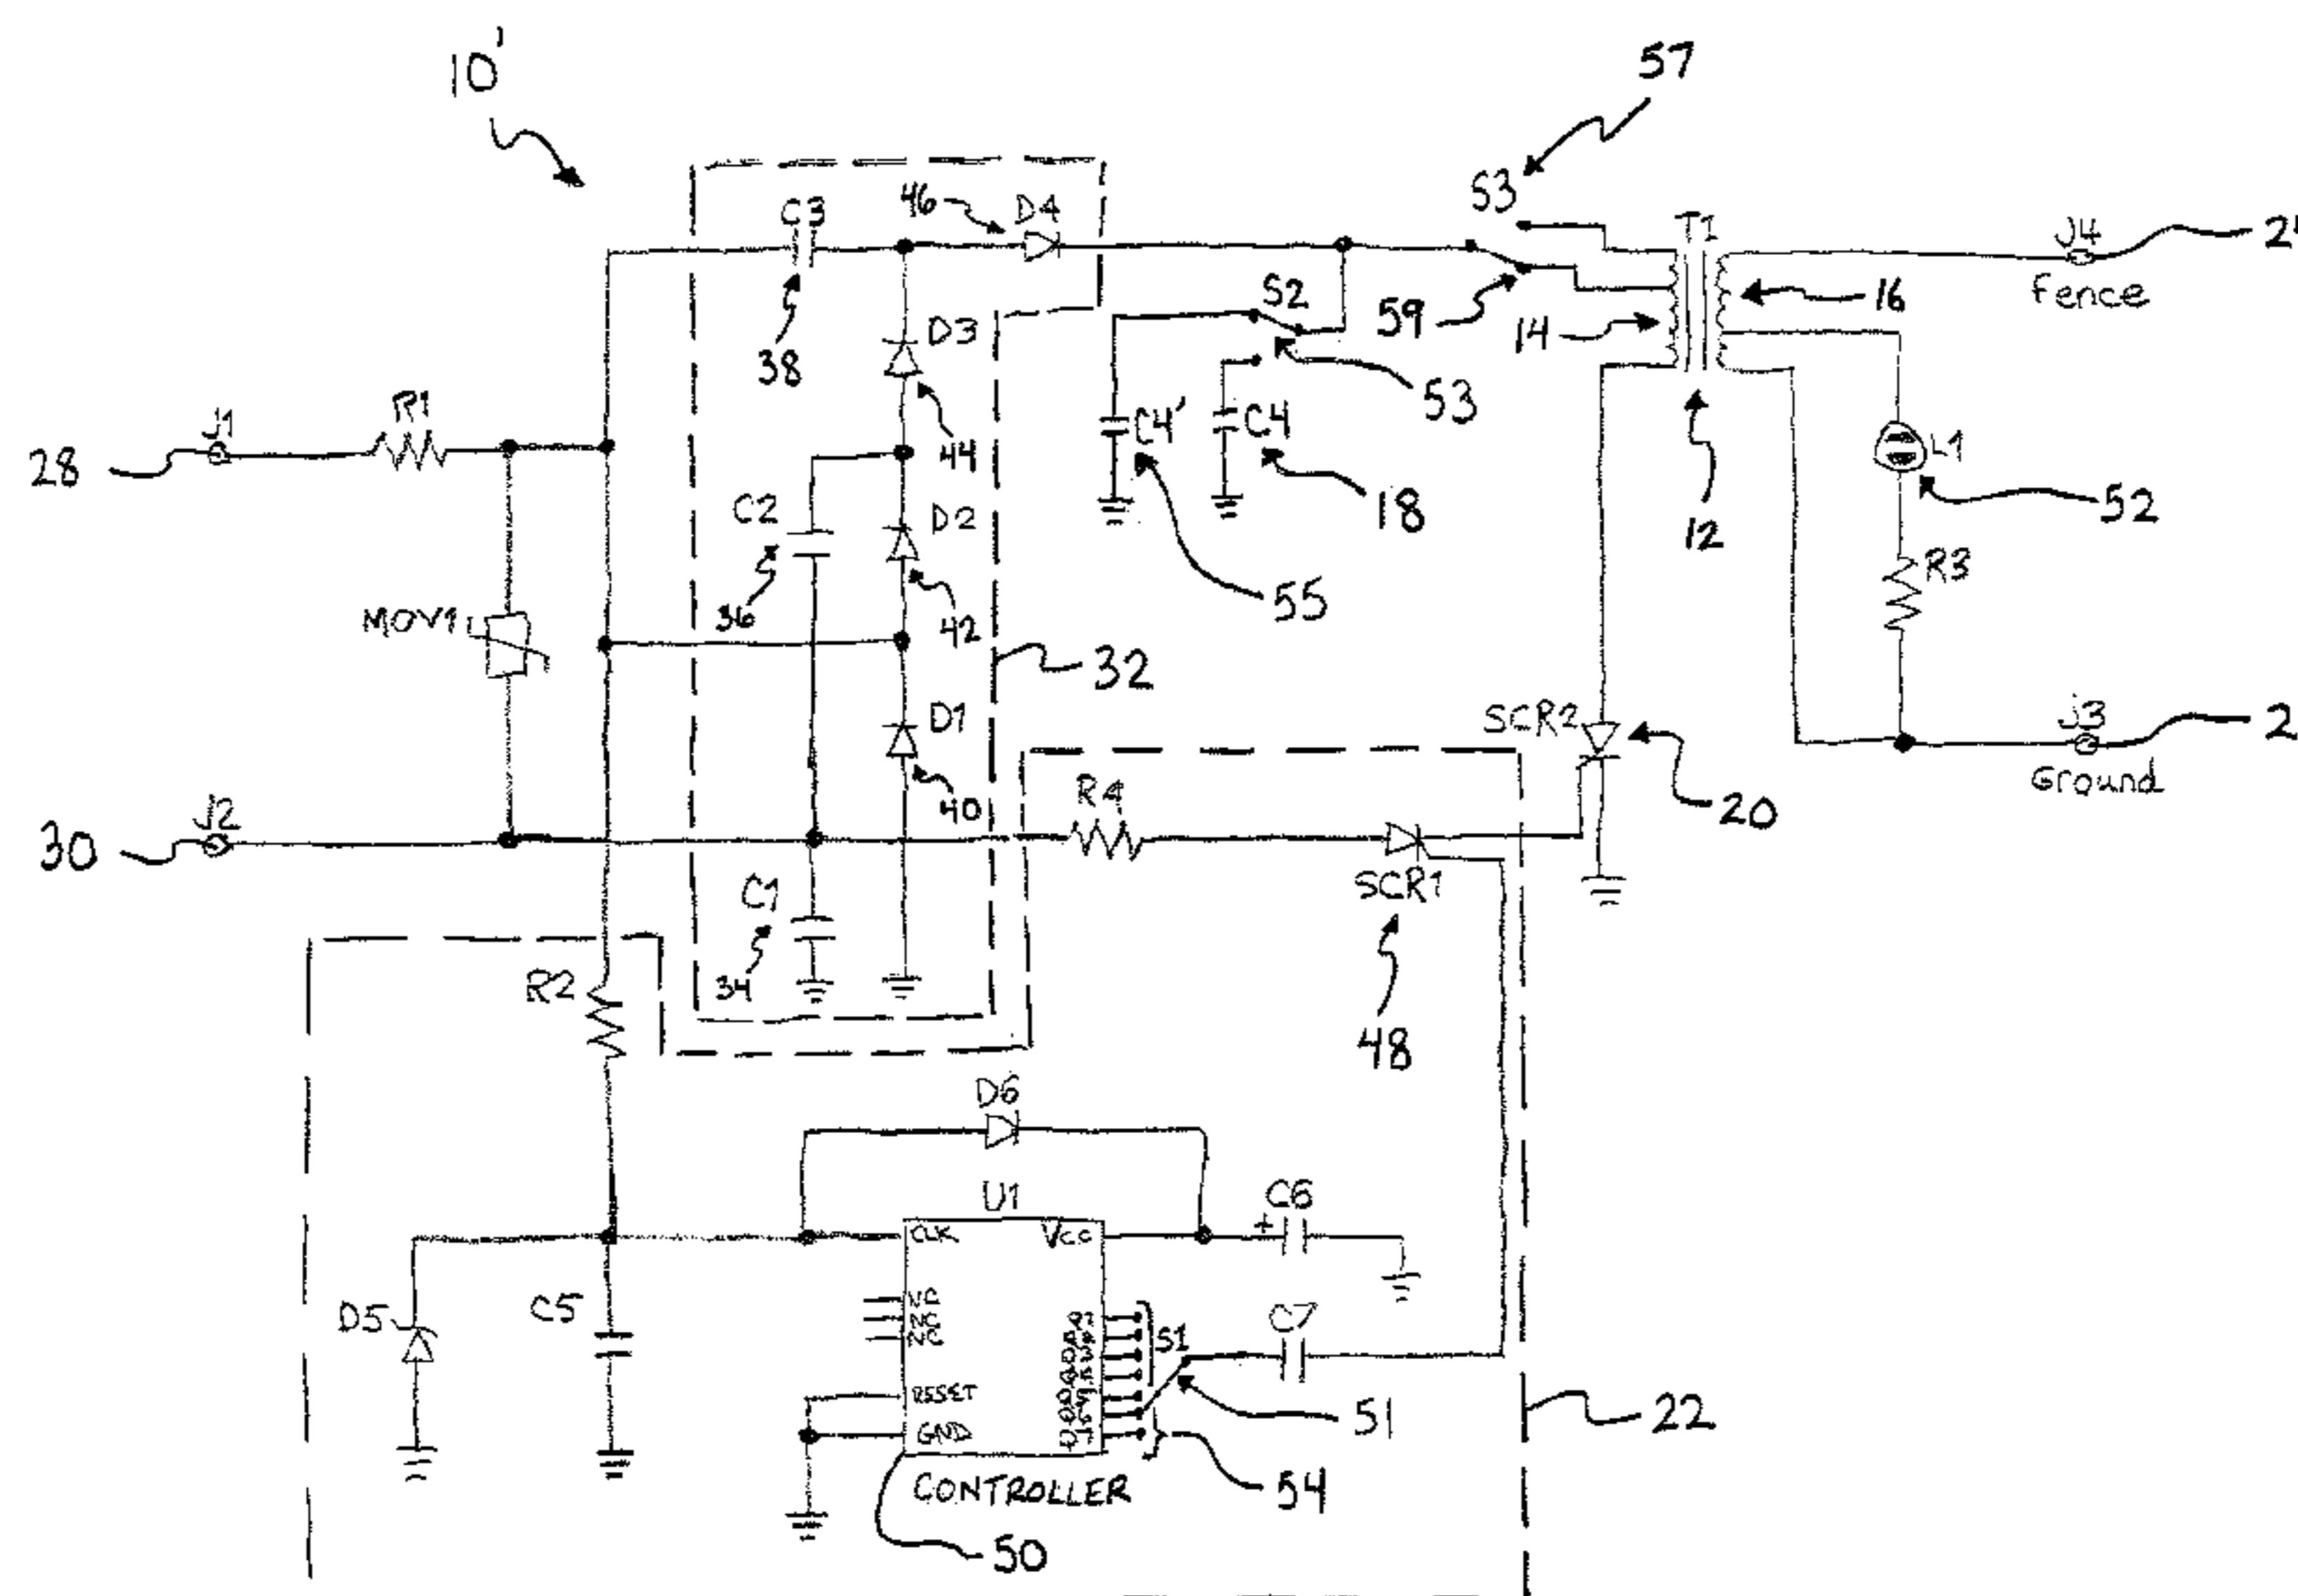 10'
57
S3
C3
46
D4
T1
J4
24
Fence
16
S2
59
14
38
D3
53
J1
R1
28
44
C4'
C4
L1
C2
D2
18
12
52
36
42
55
R3
MOV1
32
D1
SCR2
J3
Ground
40
R4
20
J2
30
C1
SCR1
34
R2
48
D6
U1
C6
+
CLK
Vcc
D5
C5
NC
NC
S1
C7
RESET
51
22
GND
54
CONTROLLER
50